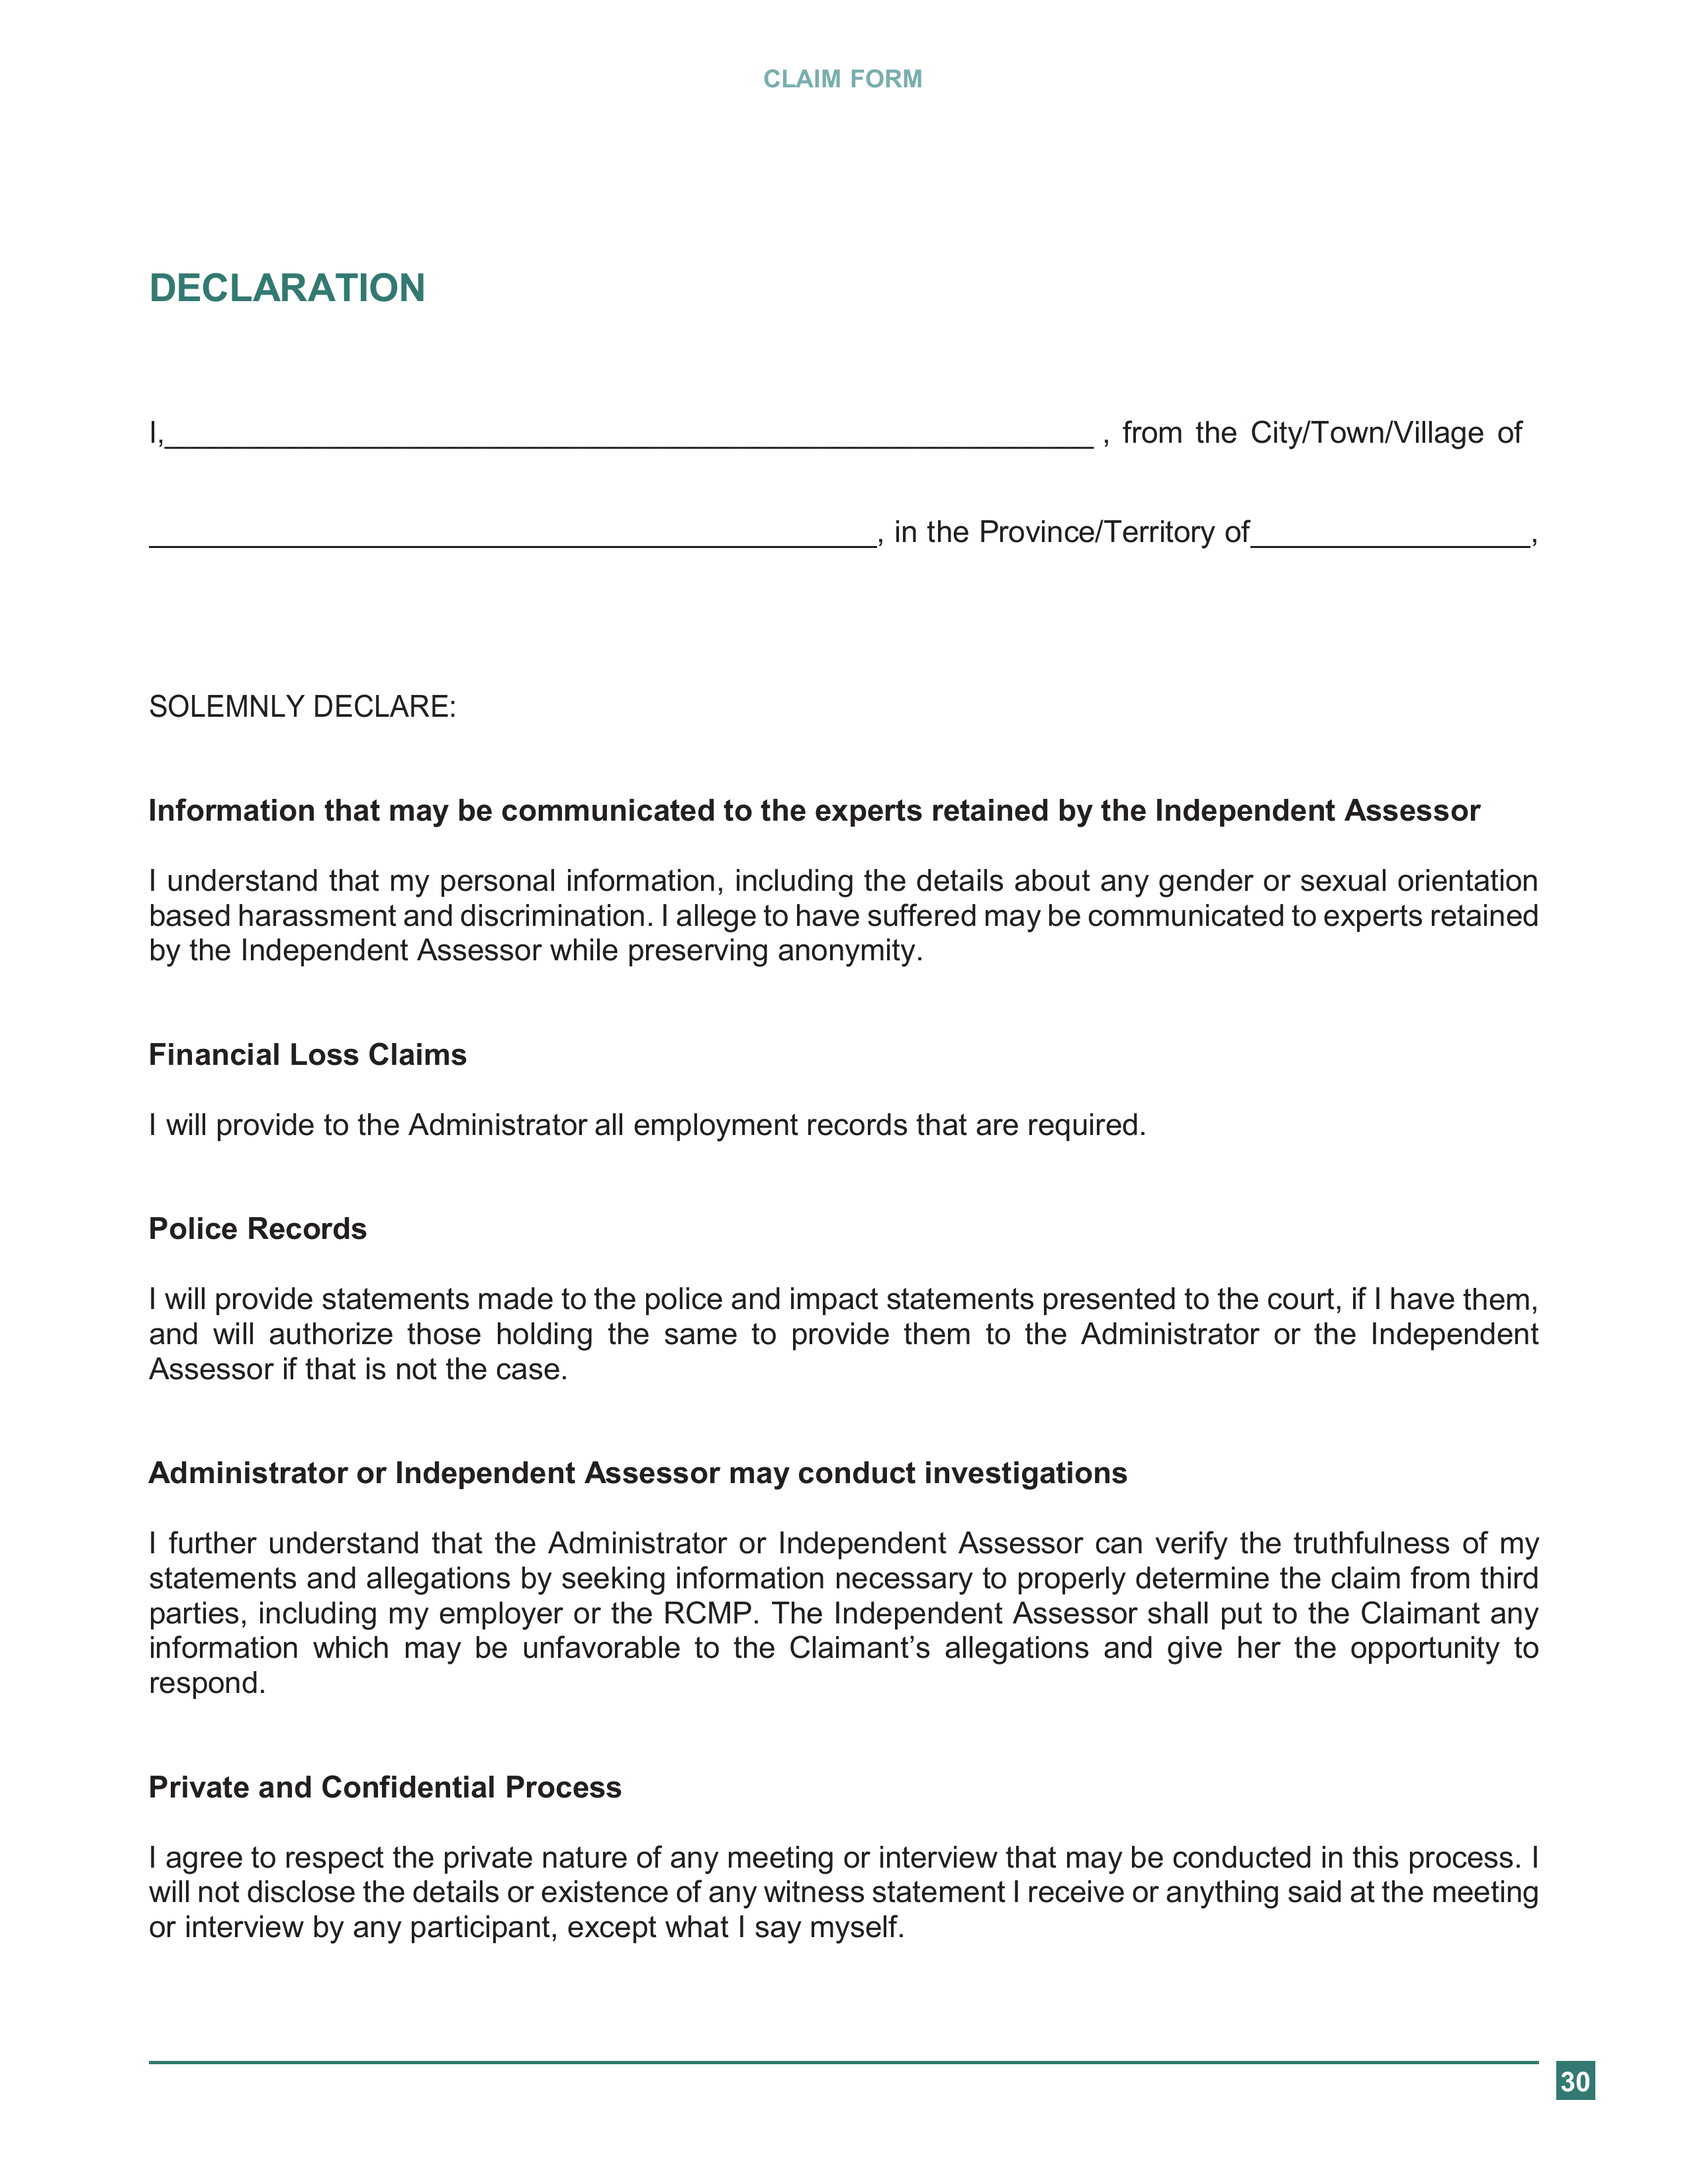 CLAIM FORM
DECLARATION
I,________________________________________________________ , from the City/Town/Village of
____________________________________________, in the Province/Territory of_________________,
SOLEMNLY DECLARE:
Information that may be communicated to the experts retained by the Independent Assessor
I understand that my personal information, including the details about any gender or sexual orientation
based harassment and discrimination. I allege to have suffered may be communicated to experts retained
by the Independent Assessor while preserving anonymity.
Financial Loss Claims
I will provide to the Administrator all employment records that are required.
Police Records
I will provide statements made to the police and impact statements presented to the court, if I have them,
and will authorize those holding the same to provide them to the Administrator or the Independent
Assessor if that is not the case.
Administrator or Independent Assessor may conduct investigations
I further understand that the Administrator or Independent Assessor can verify the truthfulness of my
statements and allegations by seeking information necessary to properly determine the claim from third
parties, including my employer or the RCMP. The Independent Assessor shall put to the Claimant any
information which may be unfavorable to the Claimant’s allegations and give her the opportunity to
respond.
Private and Confidential Process
I agree to respect the private nature of any meeting or interview that may be conducted in this process. I
will not disclose the details or existence of any witness statement I receive or anything said at the meeting
or interview by any participant, except what I say myself.
30